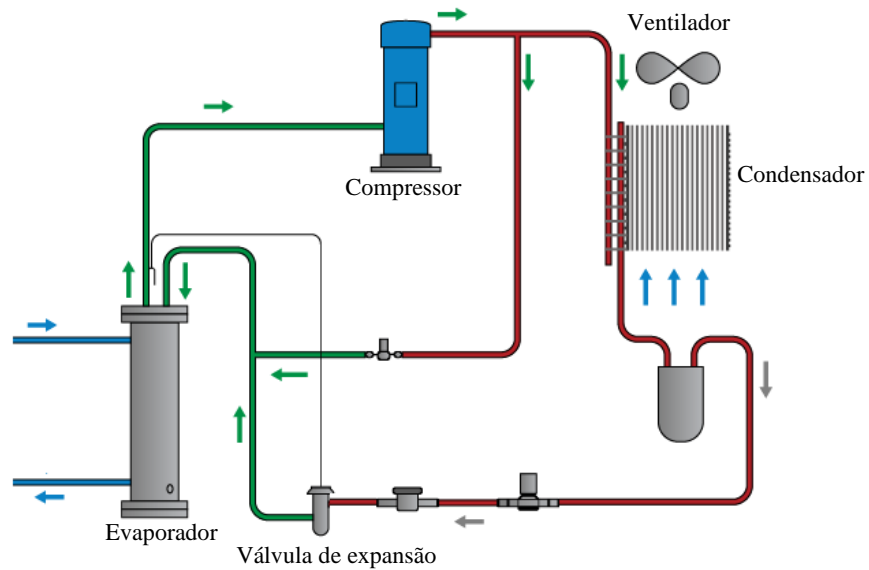 Ventilador
Compressor
Condensador
Evaporador
Válvula de expansão